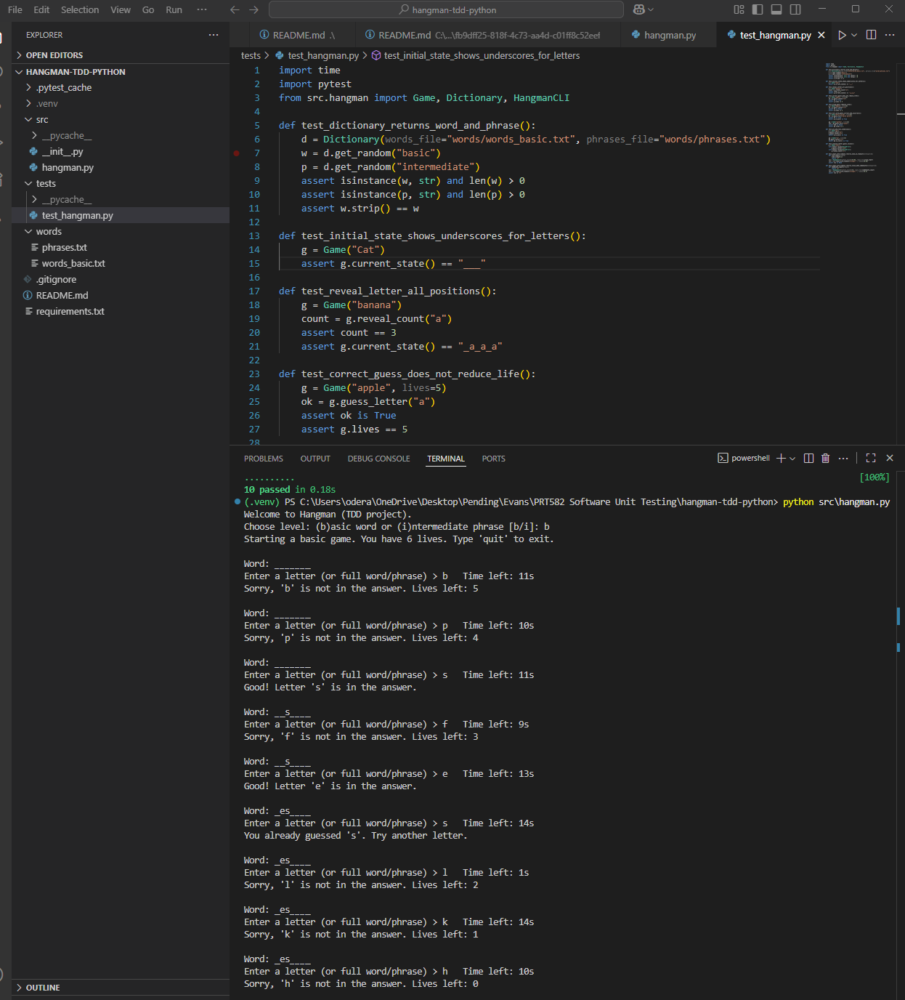 File Edit Selection View Go Run ··· hangman-tdd-python
EXPLORER ···
OPEN EDITORS
HANGMAN-TDD-PYTHON
.pytest_cache
.venv
src
__pycache__
__init__.py
hangman.py
tests
__pycache__
test_hangman.py
words
phrases.txt
words_basic.txt
.gitignore
README.md
requirements.txt
OUTLINE
README.md .\ README.md C:\...\fb9dff25-818f-4c73-aa4d-c01ff8c52eef hangman.py test_hangman.py
tests > test_hangman.py > test_initial_state_shows_underscores_for_letters
1 import time
2 import pytest
3 from src.hangman import Game, Dictionary, HangmanCLI
4
5 def test_dictionary_returns_word_and_phrase():
6 d = Dictionary(words_file="words/words_basic.txt", phrases_file="words/phrases.txt")
7 w = d.get_random("basic")
8 p = d.get_random("intermediate")
9 assert isinstance(w, str) and len(w) > 0
10 assert isinstance(p, str) and len(p) > 0
11 assert w.strip() == w
12
13 def test_initial_state_shows_underscores_for_letters():
14 g = Game("Cat")
15 assert g.current_state() == "___"
16
17 def test_reveal_letter_all_positions():
18 g = Game("banana")
19 count = g.reveal_count("a")
20 assert count == 3
21 assert g.current_state() == "_a_a_a"
22
23 def test_correct_guess_does_not_reduce_life():
24 g = Game("apple", lives=5)
25 ok = g.guess_letter("a")
26 assert ok is True
27 assert g.lives == 5
28
PROBLEMS OUTPUT DEBUG CONSOLE TERMINAL PORTS powershell
.......... [100%]
10 passed in 0.18s
(.venv) PS C:\Users\odera\OneDrive\Desktop\Pending\Evans\PRT582 Software Unit Testing\hangman-tdd-python> python src\hangman.py
Welcome to Hangman (TDD project).
Choose level: (b)asic word or (i)ntermediate phrase [b/i]: b
Starting a basic game. You have 6 lives. Type 'quit' to exit.
Word: _______
Enter a letter (or full word/phrase) > b Time left: 11s
Sorry, 'b' is not in the answer. Lives left: 5
Word: _______
Enter a letter (or full word/phrase) > p Time left: 10s
Sorry, 'p' is not in the answer. Lives left: 4
Word: _______
Enter a letter (or full word/phrase) > s Time left: 11s
Good! Letter 's' is in the answer.
Word: __s____
Enter a letter (or full word/phrase) > f Time left: 9s
Sorry, 'f' is not in the answer. Lives left: 3
Word: __s____
Enter a letter (or full word/phrase) > e Time left: 13s
Good! Letter 'e' is in the answer.
Word: _es____
Enter a letter (or full word/phrase) > s Time left: 14s
You already guessed 's'. Try another letter.
Word: _es____
Enter a letter (or full word/phrase) > l Time left: 1s
Sorry, 'l' is not in the answer. Lives left: 2
Word: _es____
Enter a letter (or full word/phrase) > k Time left: 14s
Sorry, 'k' is not in the answer. Lives left: 1
Word: _es____
Enter a letter (or full word/phrase) > h Time left: 10s
Sorry, 'h' is not in the answer. Lives left: 0